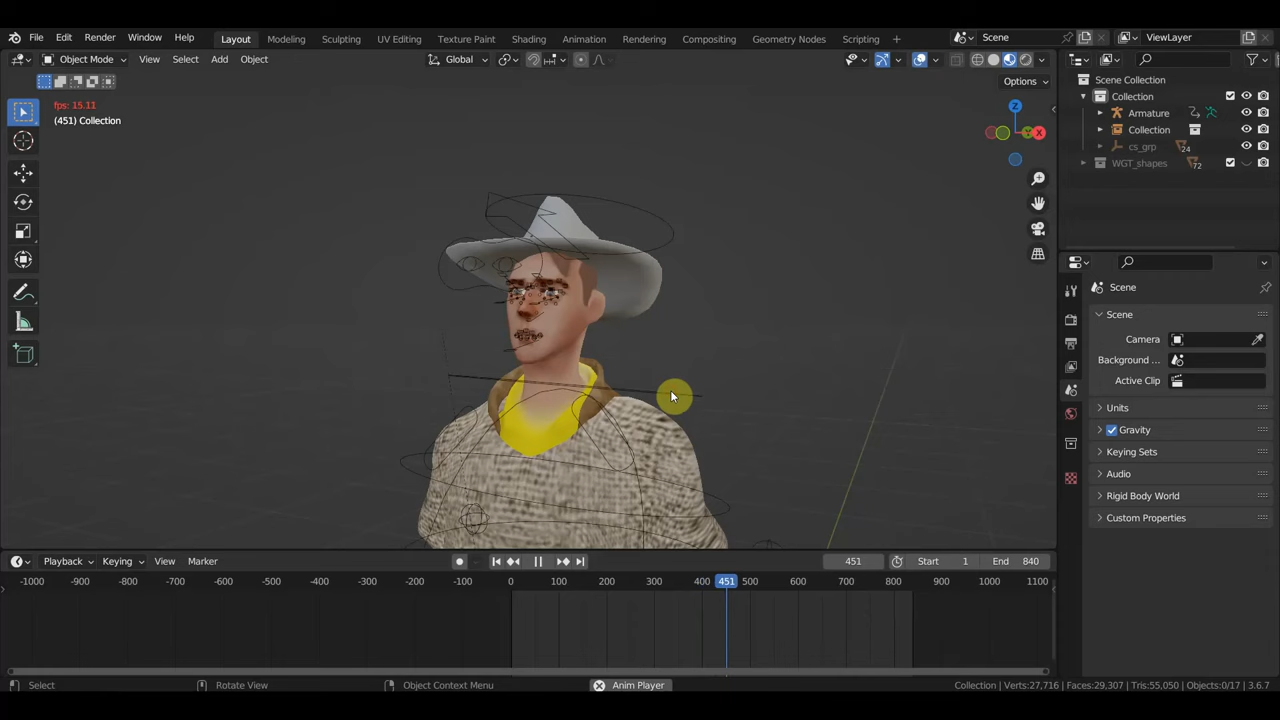 File Edit Render Window Help
Layout Modeling Sculpting UV Editing Texture Paint Shading Animation Rendering Compositing Geometry Nodes Scripting +
Scene
ViewLayer
Object Mode View Select Add Object
Global
Options
fps: 15.11
(451) Collection
Z
Y
X
Scene Collection
Collection
Armature
Collection
cs_grp
24
WGT_shapes
72
Scene
Scene
Camera
Background ...
Active Clip
Units
Gravity
Keying Sets
Audio
Rigid Body World
Custom Properties
Playback Keying View Marker
451
Start 1
End 840
-1000 -900 -800 -700 -600 -500 -400 -300 -200 -100 0 100 200 300 400 451 500 600 700 800 900 1000 1100
Select
Rotate View
Object Context Menu
Anim Player
Collection | Verts:27,716 | Faces:29,307 | Tris:55,050 | Objects:0/17 | 3.6.7